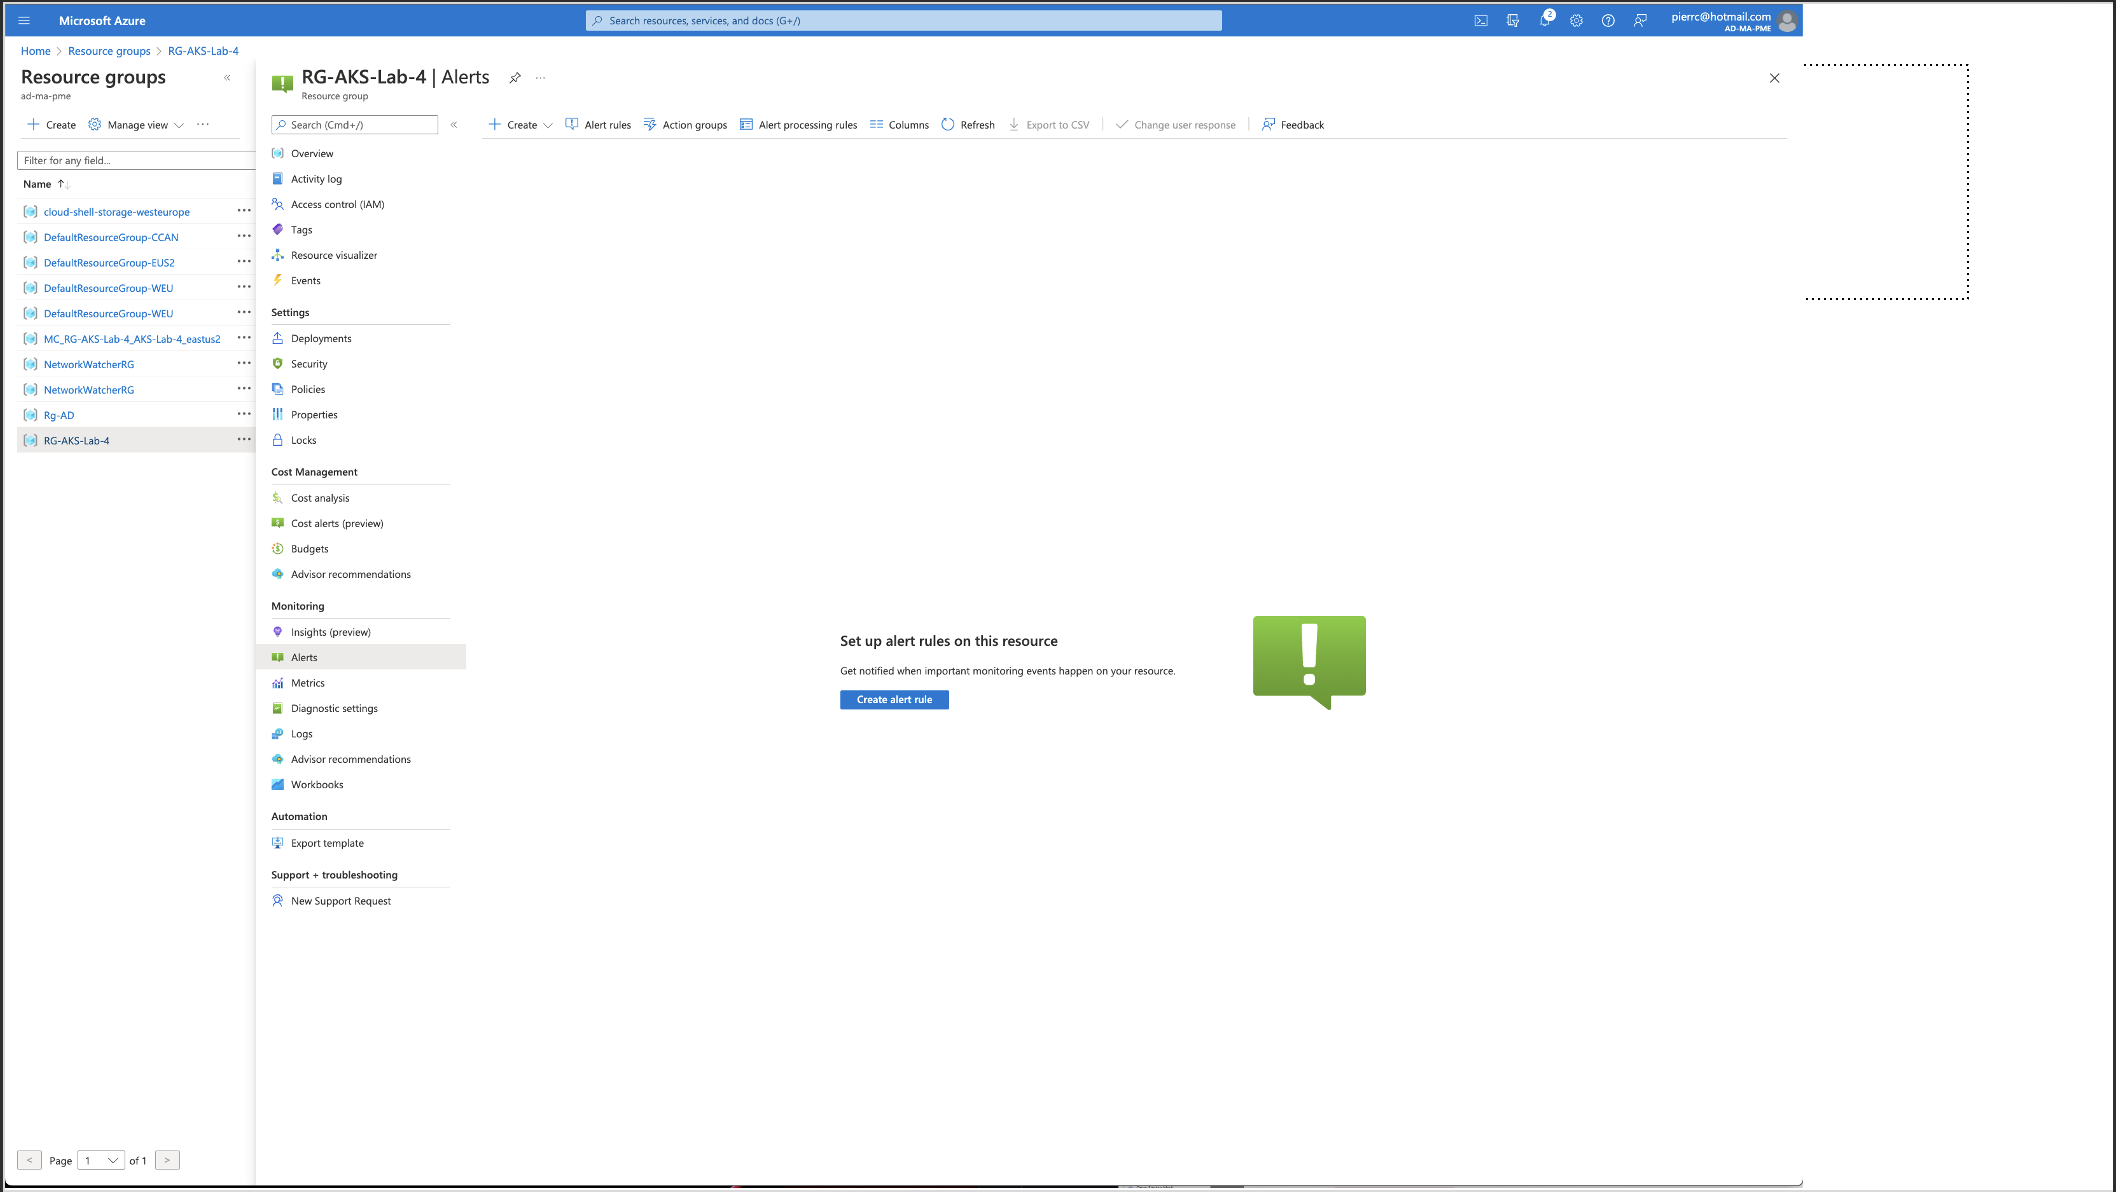 Microsoft Azure
Search resources, services, and docs (G+/)
2
pierrc@hotmail.com
AD-MA-PME
Home > Resource groups > RG-AKS-Lab-4
Resource groups
ad-ma-pme
+ Create Manage view ...
Filter for any field...
Name
cloud-shell-storage-westeurope
DefaultResourceGroup-CCAN
DefaultResourceGroup-EUS2
DefaultResourceGroup-WEU
DefaultResourceGroup-WEU
MC_RG-AKS-Lab-4_AKS-Lab-4_eastus2
NetworkWatcherRG
NetworkWatcherRG
Rg-AD
RG-AKS-Lab-4
< Page 1 of 1 >
RG-AKS-Lab-4 | Alerts ...
Resource group
Search (Cmd+/)
Overview
Activity log
Access control (IAM)
Tags
Resource visualizer
Events
Settings
Deployments
Security
Policies
Properties
Locks
Cost Management
Cost analysis
Cost alerts (preview)
Budgets
Advisor recommendations
Monitoring
Insights (preview)
Alerts
Metrics
Diagnostic settings
Logs
Advisor recommendations
Workbooks
Automation
Export template
Support + troubleshooting
New Support Request
+ Create Alert rules Action groups Alert processing rules Columns Refresh Export to CSV Change user response Feedback
Set up alert rules on this resource
Get notified when important monitoring events happen on your resource.
Create alert rule